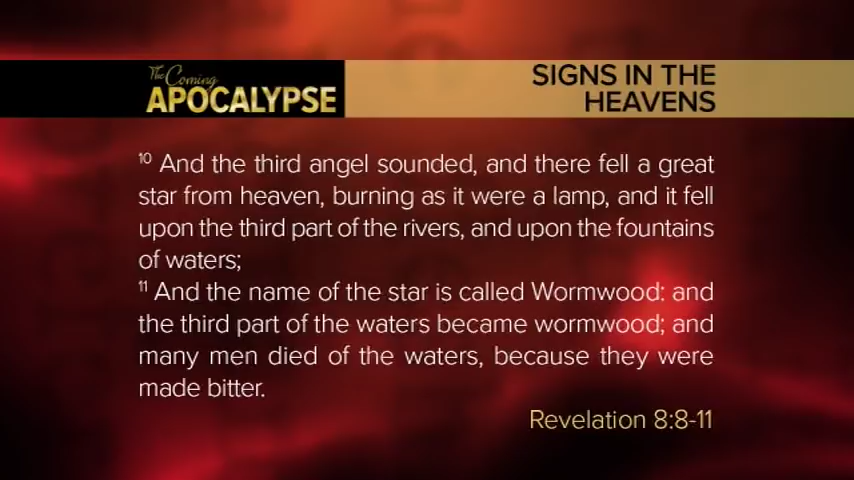 The Coming
APOCALYPSE
SIGNS IN THE
HEAVENS
10 And the third angel sounded, and there fell a great
star from heaven, burning as it were a lamp, and it fell
upon the third part of the rivers, and upon the fountains
of waters;
11 And the name of the star is called Wormwood: and
the third part of the waters became wormwood; and
many men died of the waters, because they were
made bitter.
Revelation 8:8-11